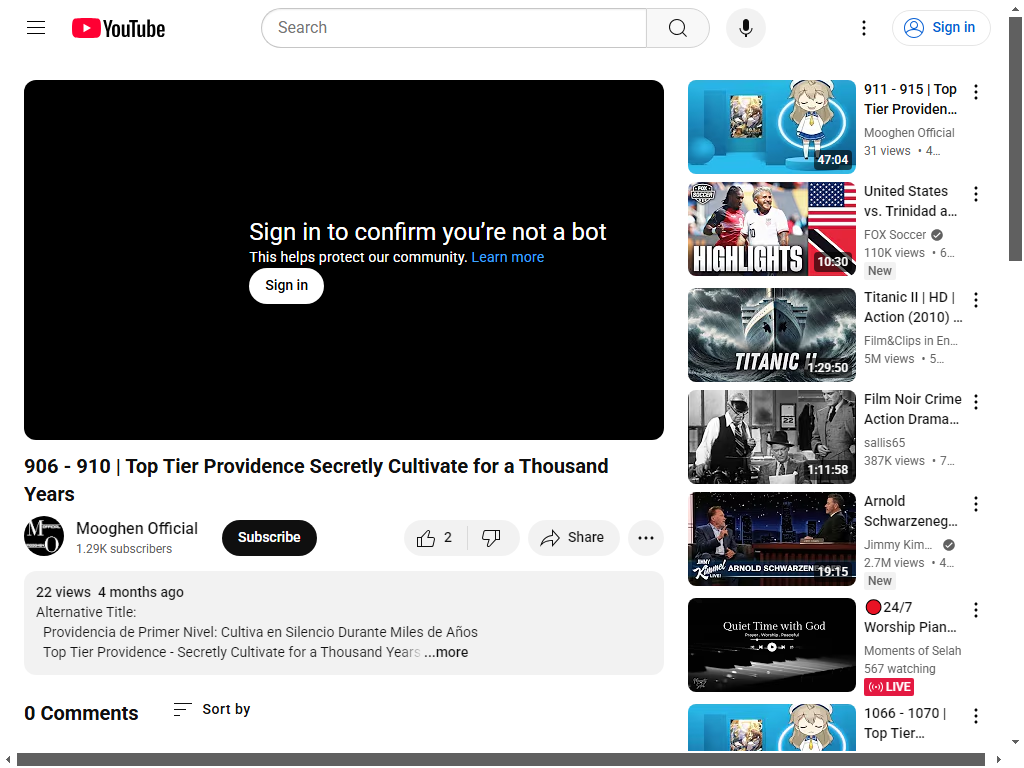 YouTube
Search
Sign in
Sign in to confirm you’re not a bot
This helps protect our community. Learn more
Sign in
906 - 910 | Top Tier Providence Secretly Cultivate for a Thousand
Years
Mooghen Official
1.29K subscribers
Subscribe
2
Share
22 views  4 months ago
Alternative Title:
Providencia de Primer Nivel: Cultiva en Silencio Durante Miles de Años
Top Tier Providence - Secretly Cultivate for a Thousand Years ...more
0 Comments
Sort by
47:04
911 - 915 | Top
Tier Providen...
Mooghen Official
31 views • 4...
FOX
SOCCER
HIGHLIGHTS
10:30
United States
vs. Trinidad a...
FOX Soccer
110K views • 6...
New
TITANIC II
1:29:50
Titanic II | HD |
Action (2010) ...
Film&Clips in En...
5M views • 5...
22
1:11:58
Film Noir Crime
Action Drama...
sallis65
387K views • 7...
JIMMY
Kimmel
LIVE!
ARNOLD SCHWARZENEGGER
19:15
Arnold
Schwarzeneg...
Jimmy Kim...
2.7M views • 4...
New
Quiet Time with God
Prayer . Worship . Peaceful
24/7
Worship Pian...
Moments of Selah
567 watching
LIVE
1066 - 1070 |
Top Tier...